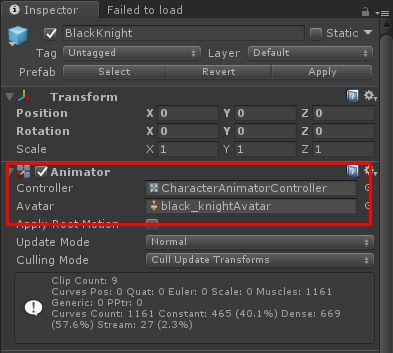 Inspector Failed to load
BlackKnight Static
Tag Untagged Layer Default
Prefab Select Revert Apply
Transform
Position X 0 Y 0 Z 0
Rotation X 0 Y 0 Z 0
Scale X 1 Y 1 Z 1
Animator
Controller CharacterAnimatorController
Avatar black_knightAvatar
Apply Root Motion
Update Mode Normal
Culling Mode Cull Update Transforms
Clip Count: 9
Curves Pos: 0 Quat: 0 Euler: 0 Scale: 0 Muscles: 1161
Generic: 0 PPtr: 0
Curves Count: 1161 Constant: 465 (40.1%) Dense: 669
(57.6%) Stream: 27 (2.3%)